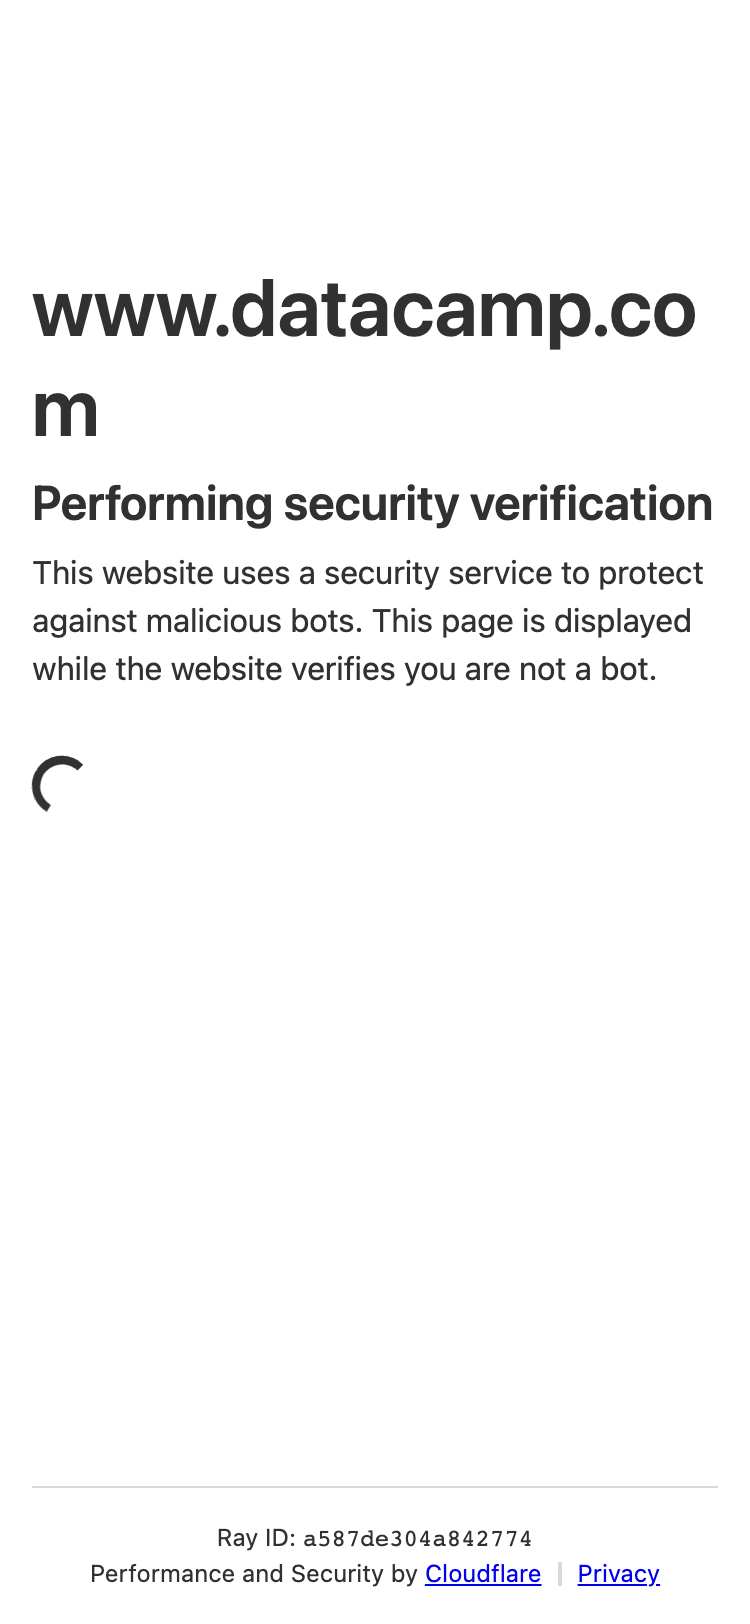 www.datacamp.co
m
Performing security verification
This website uses a security service to protect
against malicious bots. This page is displayed
while the website verifies you are not a bot.
Ray ID: a587de304a842774
Performance and Security by Cloudflare | Privacy